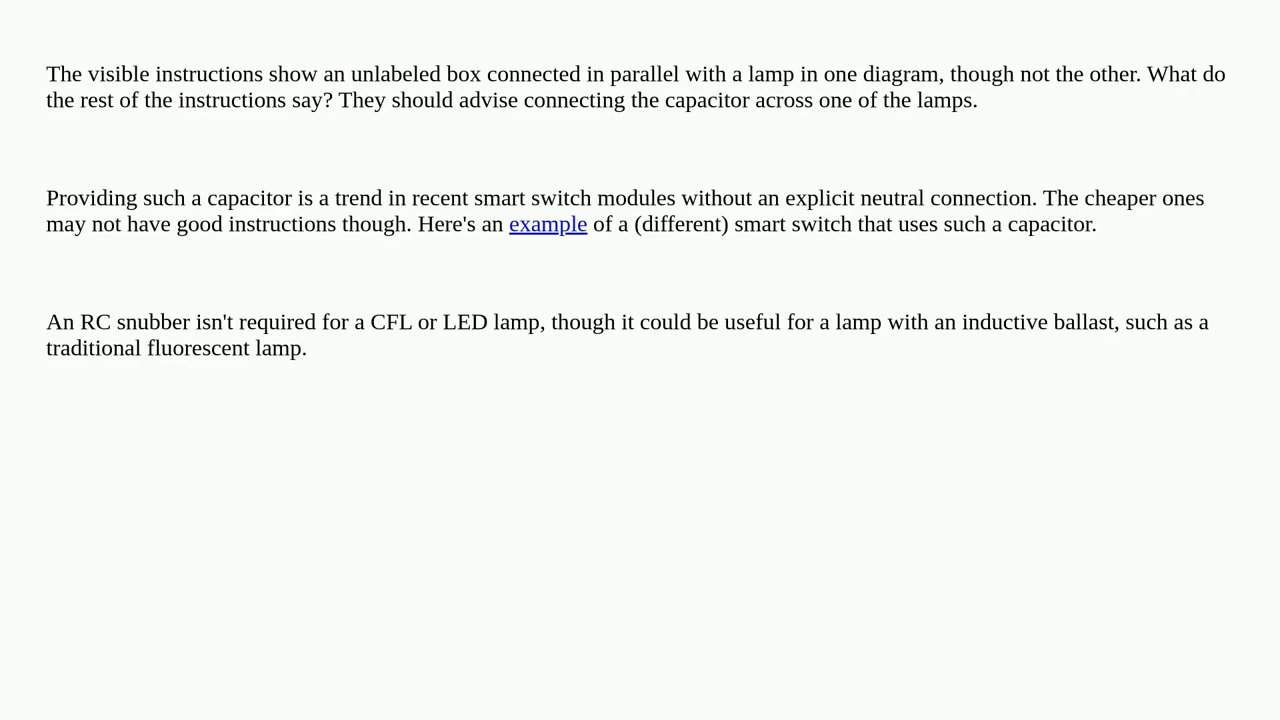 The visible instructions show an unlabeled box connected in parallel with a lamp in one diagram, though not the other. What do
the rest of the instructions say? They should advise connecting the capacitor across one of the lamps.
Providing such a capacitor is a trend in recent smart switch modules without an explicit neutral connection. The cheaper ones
may not have good instructions though. Here's an example of a (different) smart switch that uses such a capacitor.
An RC snubber isn't required for a CFL or LED lamp, though it could be useful for a lamp with an inductive ballast, such as a
traditional fluorescent lamp.